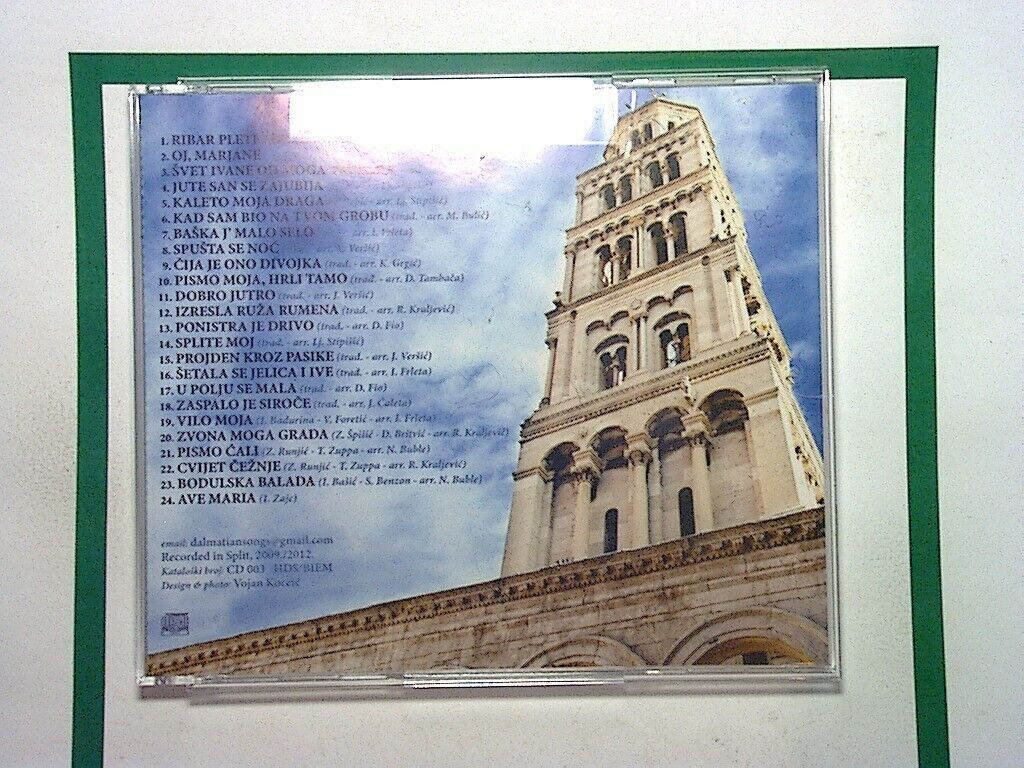 1. RIBAR PLETE
2. OJ, MARJANE
3. ŠVET IVANE OD MOGA
4. JUTE SAN SE ZAJUBIJA
5. KALETO MOJA DRAGA arr. Lj. Stipišić)
6. KAD SAM BIO NA TVOM GROBU (trad. - arr. M. Bulić)
7. BAŠKA J' MALO SELO arr. I. Frleta)
8. SPUŠTA SE NOĆ Veršić)
9. ČIJA JE ONO DIVOJKA (trad. - arr. K. Grgić)
10. PISMO MOJA, HRLI TAMO (trad. - arr. D. Tambača)
11. DOBRO JUTRO (trad. - arr. J. Veršić)
12. IZRESLA RUŽA RUMENA (trad. - arr. R. Kraljević)
13. PONISTRA JE DRIVO (trad. - arr. D. Fio)
14. SPLITE MOJ (trad. - arr. Lj. Stipišić)
15. PROJDEN KROZ PASIKE (trad. - arr. J. Veršić)
16. ŠETALA SE JELICA I IVE (trad. - arr. I. Frleta)
17. U POLJU SE MALA (trad. - arr. D. Fio)
18. ZASPALO JE SIROČE (trad. - arr. J. Ćaleta)
19. VILO MOJA (I. Badurina - V. Foretić - arr. I. Frleta)
20. ZVONA MOGA GRADA (Z. Špišić - D. Britvić - arr. R. Kraljević)
21. PISMO ĆALI (Z. Runjić - T. Zuppa - arr. N. Buble)
22. CVIJET ČEŽNJE (Z. Runjić - T. Zuppa - arr. R. Kraljević)
23. BODULSKA BALADA (I. Bašić - S. Benzon - arr. N. Buble)
24. AVE MARIA (I. Zajc)
email: dalmatiansongs@gmail.com
Recorded in Split, 2009./2012.
Kataloški broj: CD 003 HDS/BIEM
Design & photo: Vojan Koceić